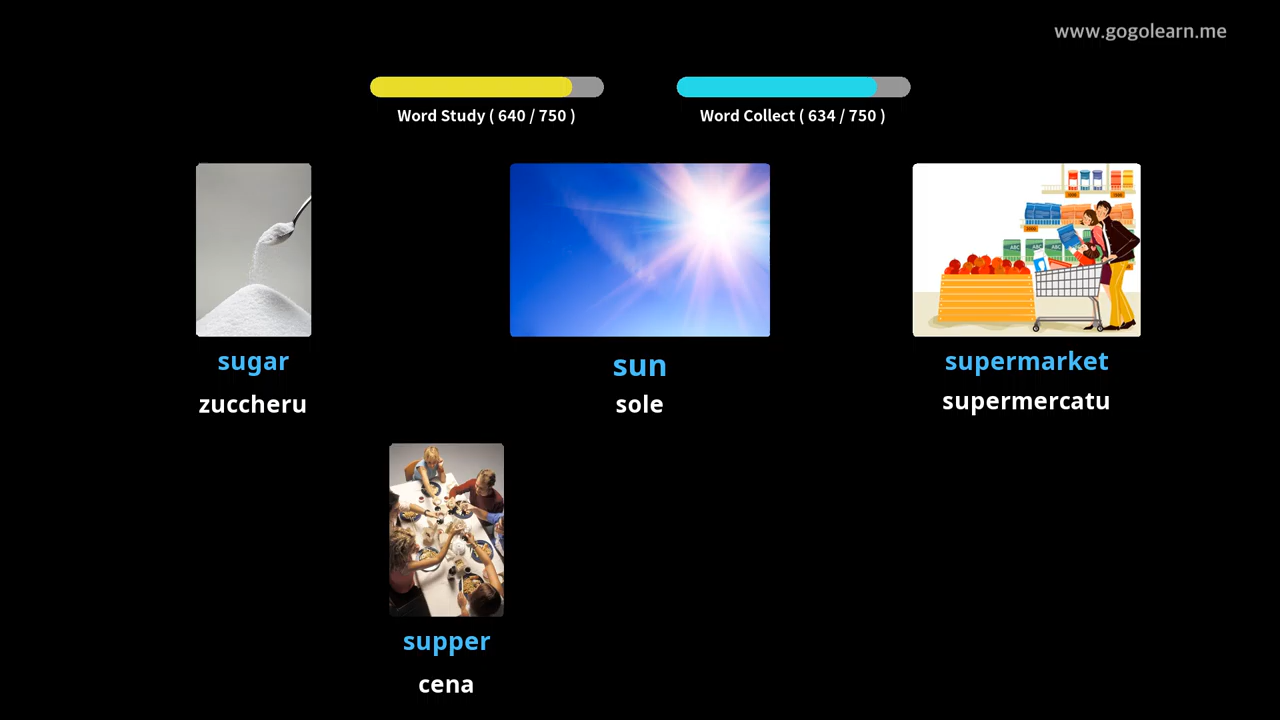 www.gogolearn.me
Word Study ( 640 / 750 )
Word Collect ( 634 / 750 )
sugar
zuccheru
sun
sole
supermarket
supermercatu
supper
cena